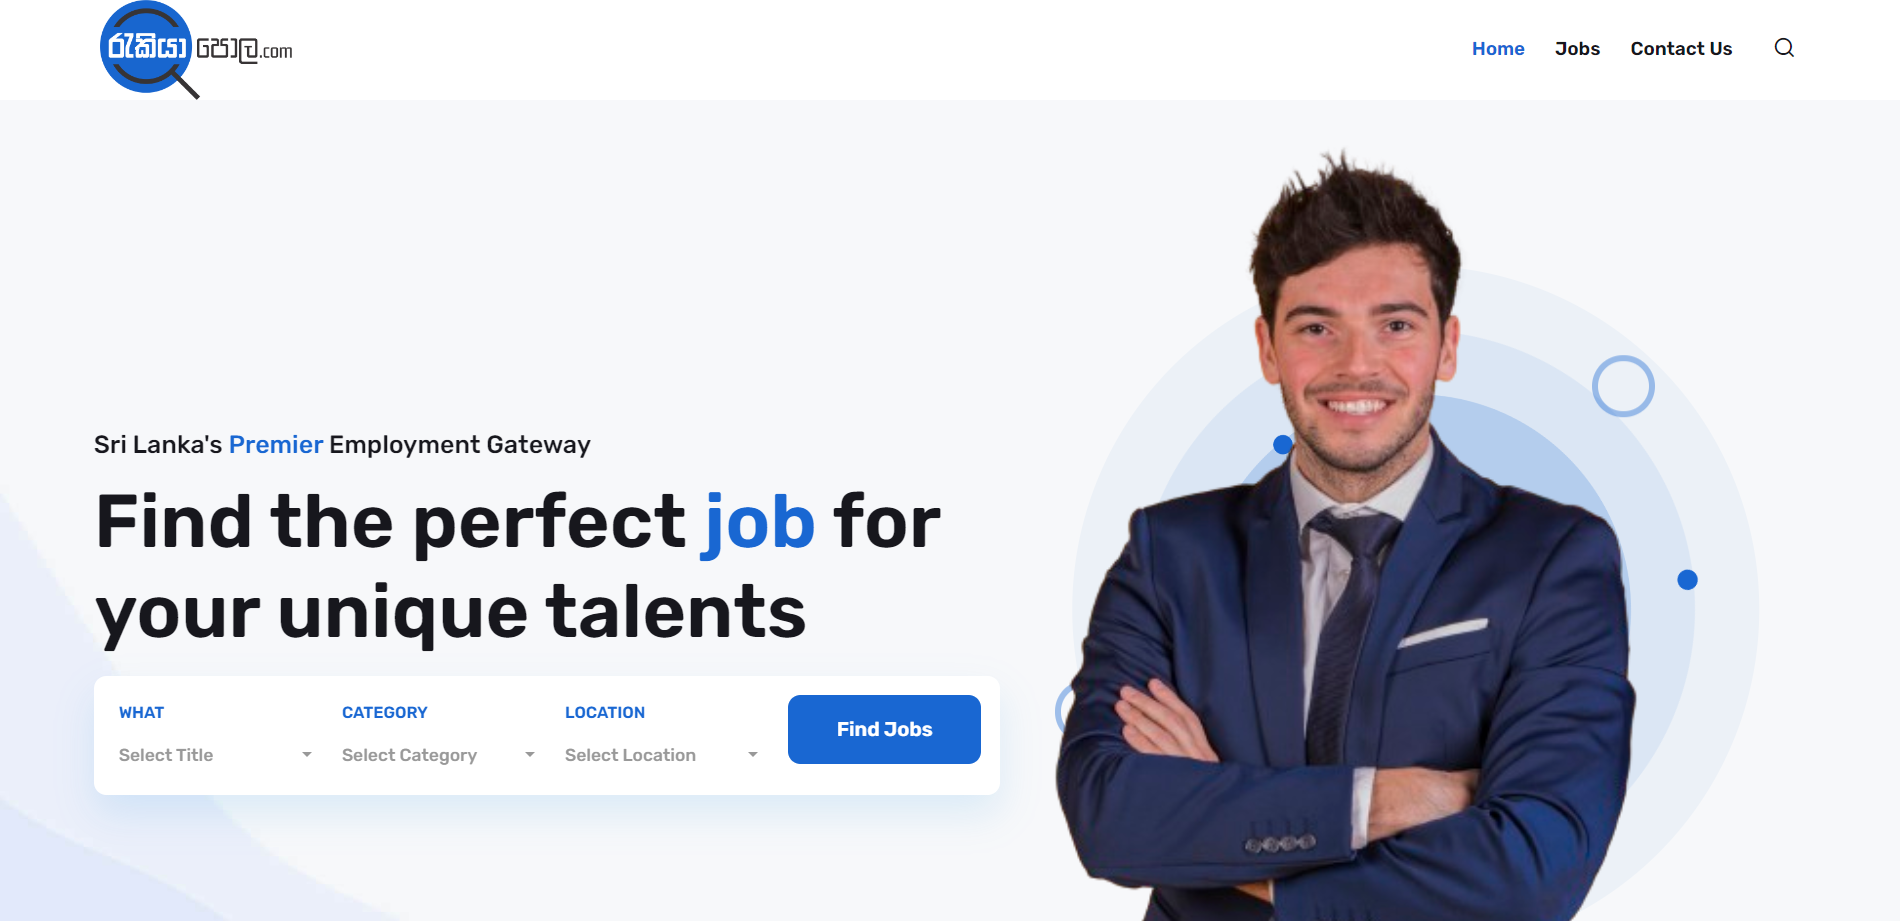 රැකියා පොල.com
Home Jobs Contact Us
Sri Lanka's Premier Employment Gateway
Find the perfect job for
your unique talents
WHAT CATEGORY LOCATION
Select Title Select Category Select Location
Find Jobs